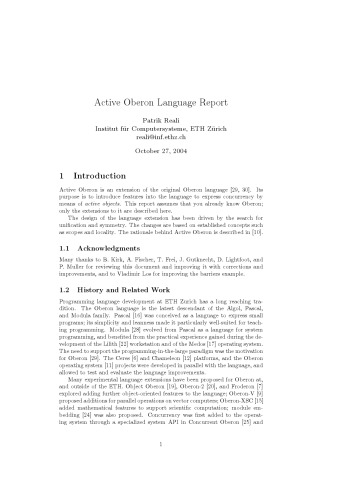 Active Oberon Language Report
Patrik Reali
Institut für Computersysteme, ETH Zürich
reali@inf.ethz.ch
October 27, 2004
1 Introduction
Active Oberon is an extension of the original Oberon language [29, 30]. Its
purpose is to introduce features into the language to express concurrency by
means of active objects. This report assumes that you already know Oberon;
only the extensions to it are described here.
The design of the language extension has been driven by the search for
unification and symmetry. The changes are based on established concepts such
as scopes and locality. The rationale behind Active Oberon is described in [10].
1.1 Acknowledgments
Many thanks to B. Kirk, A. Fischer, T. Frei, J. Gutknecht, D. Lightfoot, and
P. Muller for reviewing this document and improving it with corrections and
improvements, and to Vladimir Los for improving the barriers example.
1.2 History and Related Work
Programming language development at ETH Zurich has a long reaching tra-
dition. The Oberon language is the latest descendant of the Algol, Pascal,
and Modula family. Pascal [16] was conceived as a language to express small
programs; its simplicity and leanness made it particularly well-suited for teach-
ing programming. Modula [28] evolved from Pascal as a language for system
programming, and benefited from the practical experience gained during the de-
velopment of the Lilith [22] workstation and of the Medos [17] operating system.
The need to support the programming-in-the-large paradigm was the motivation
for Oberon [29]. The Ceres [6] and Chameleon [12] platforms, and the Oberon
operating system [11] projects were developed in parallel with the language, and
allowed to test and evaluate the language improvements.
Many experimental language extensions have been proposed for Oberon at,
and outside of the ETH. Object Oberon [19], Oberon-2 [20], and Froderon [7]
explored adding further object-oriented features to the language; Oberon-V [9]
proposed additions for parallel operations on vector computers; Oberon-XSC [15]
added mathematical features to support scientific computation; module em-
bedding [24] was also proposed. Concurrency was first added to the operat-
ing system through a specialized system API in Concurrent Oberon [25] and
1